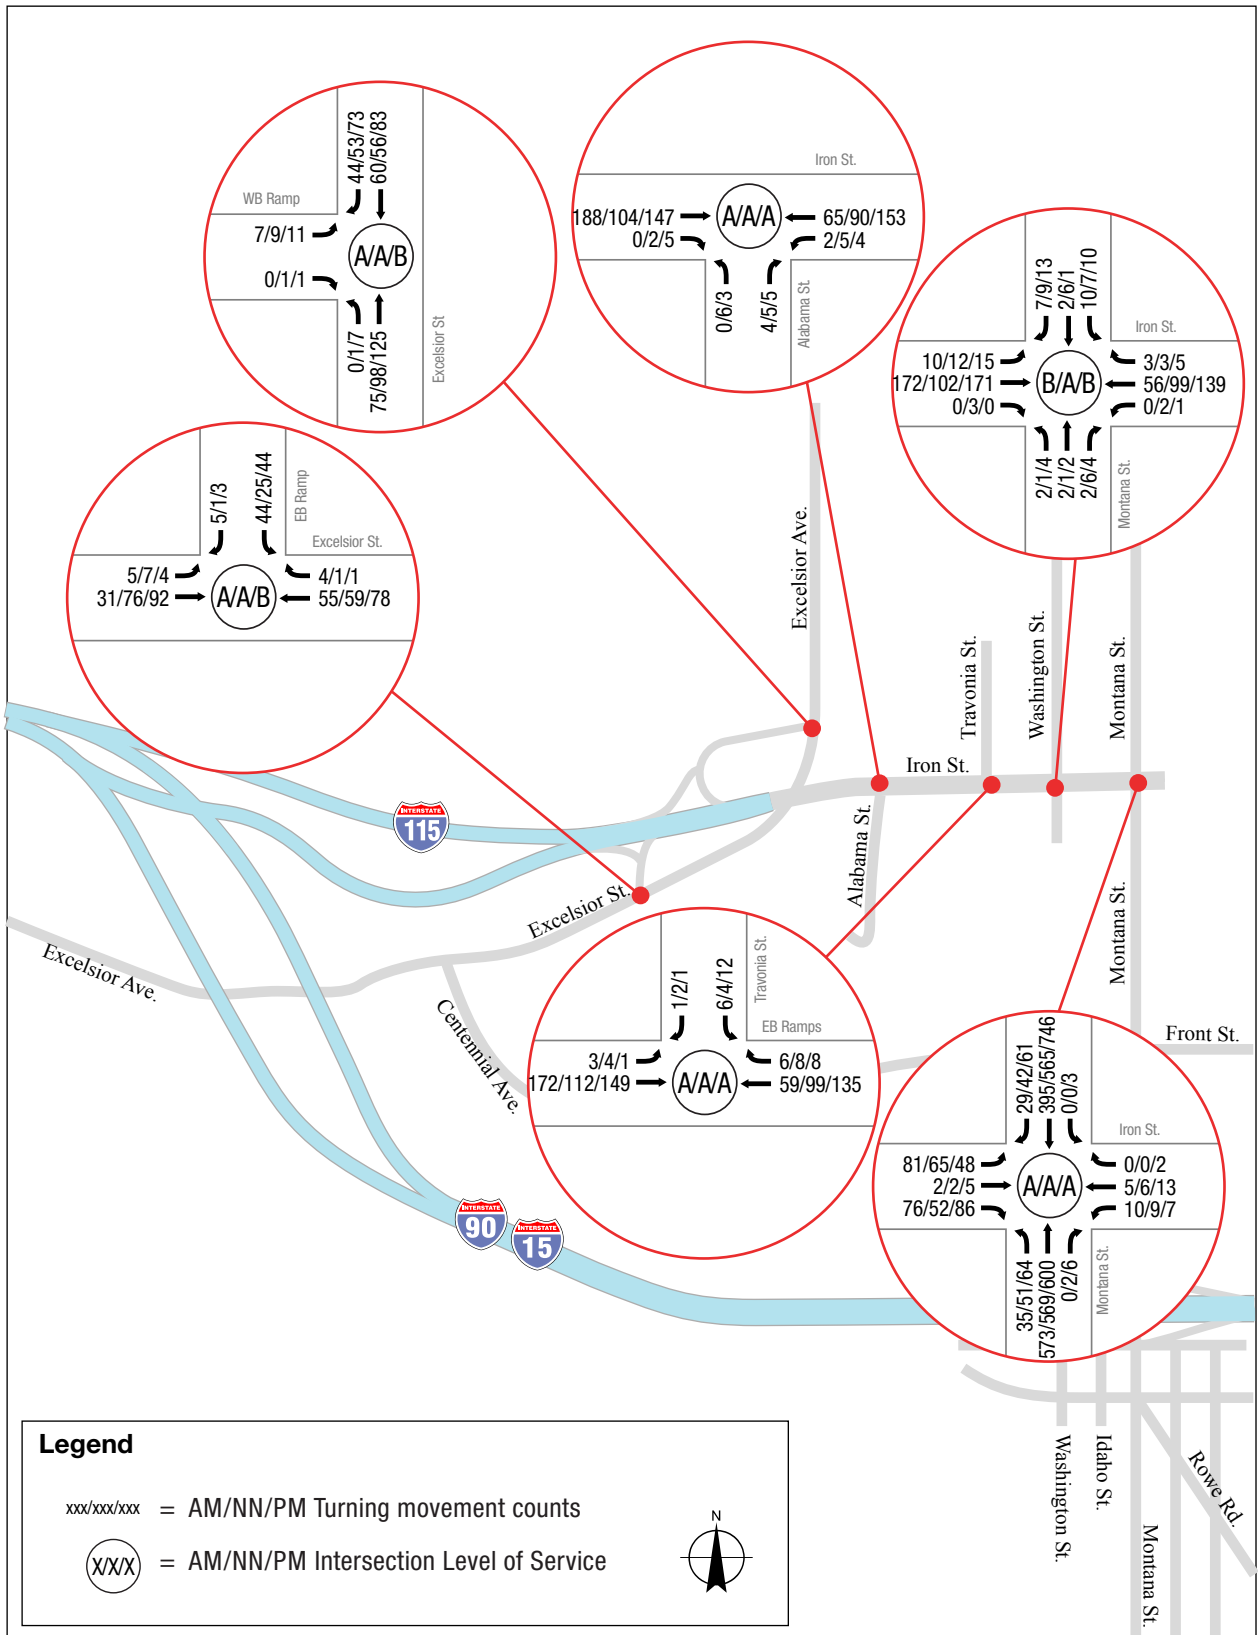 WB Ramp
44/53/73
60/56/83
7/9/11
A/A/B
0/1/1
0/1/7
75/98/125
Excelsior St
Iron St.
188/104/147
0/2/5
A/A/A
65/90/153
2/5/4
0/6/3
4/5/5
Alabama St.
7/9/13
2/6/1
10/7/10
Iron St.
10/12/15
172/102/171
0/3/0
B/A/B
3/3/5
56/99/139
0/2/1
2/1/4
2/1/2
2/6/4
Montana St.
5/1/3
44/25/44
EB Ramp
Excelsior St.
5/7/4
31/76/92
A/A/B
4/1/1
55/59/78
Excelsior Ave.
Travonia St.
Washington St.
Montana St.
Iron St.
INTERSTATE
115
Alabama St.
Excelsior St.
Excelsior Ave.
Centennial Ave.
Montana St.
Front St.
1/2/1
6/4/12
Travonia St.
EB Ramps
3/4/1
172/112/149
A/A/A
6/8/8
59/99/135
29/42/61
395/565/746
0/0/3
Iron St.
81/65/48
2/2/5
76/52/86
A/A/A
0/0/2
5/6/13
10/9/7
35/51/64
573/569/600
0/2/6
Montana St.
INTERSTATE
90
INTERSTATE
15
Washington St.
Idaho St.
Montana St.
Rowe Rd.
Legend
xxx/xxx/xxx = AM/NN/PM Turning movement counts
X/X/X = AM/NN/PM Intersection Level of Service
N